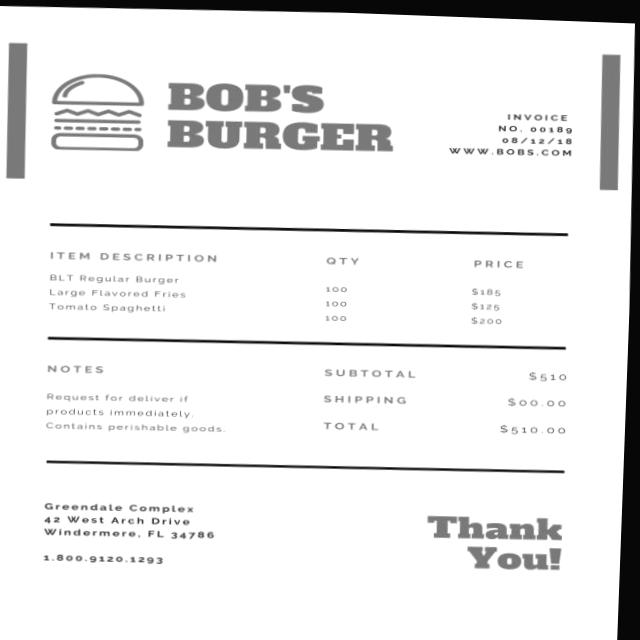 BOB'S
BURGER
INVOICE
NO. 00189
08/12/18
WWW.BOBS.COM
ITEM DESCRIPTION QTY PRICE
BLT Regular Burger 100 $185
Large Flavored Fries 100 $125
Tomato Spaghetti 100 $200
NOTES
Request for deliver if
products immediately.
Contains perishable goods.
SUBTOTAL $510
SHIPPING $00.00
TOTAL $510.00
Greendale Complex
42 West Arch Drive
Windermere, FL 34786
1.800.9120.1293
Thank
You!